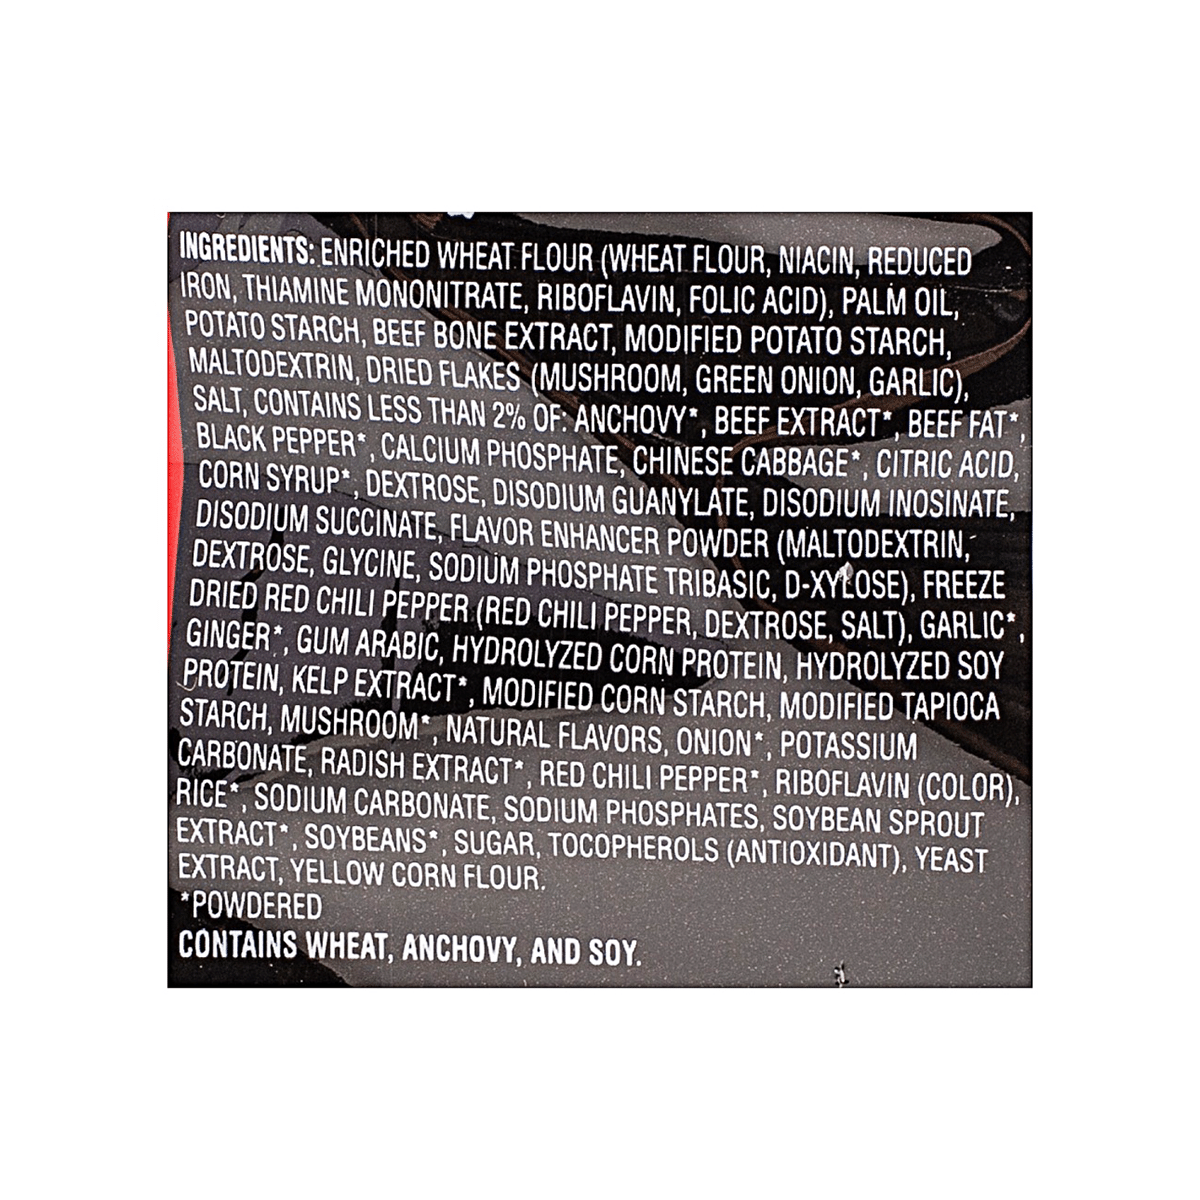 INGREDIENTS: ENRICHED WHEAT FLOUR (WHEAT FLOUR, NIACIN, REDUCED
IRON, THIAMINE MONONITRATE, RIBOFLAVIN, FOLIC ACID), PALM OIL,
POTATO STARCH, BEEF BONE EXTRACT, MODIFIED POTATO STARCH,
MALTODEXTRIN, DRIED FLAKES (MUSHROOM, GREEN ONION, GARLIC),
SALT, CONTAINS LESS THAN 2% OF: ANCHOVY*, BEEF EXTRACT*, BEEF FAT*,
BLACK PEPPER*, CALCIUM PHOSPHATE, CHINESE CABBAGE*, CITRIC ACID,
CORN SYRUP*, DEXTROSE, DISODIUM GUANYLATE, DISODIUM INOSINATE,
DISODIUM SUCCINATE, FLAVOR ENHANCER POWDER (MALTODEXTRIN,
DEXTROSE, GLYCINE, SODIUM PHOSPHATE TRIBASIC, D-XYLOSE), FREEZE
DRIED RED CHILI PEPPER (RED CHILI PEPPER, DEXTROSE, SALT), GARLIC*,
GINGER*, GUM ARABIC, HYDROLYZED CORN PROTEIN, HYDROLYZED SOY
PROTEIN, KELP EXTRACT*, MODIFIED CORN STARCH, MODIFIED TAPIOCA
STARCH, MUSHROOM*, NATURAL FLAVORS, ONION*, POTASSIUM
CARBONATE, RADISH EXTRACT*, RED CHILI PEPPER*, RIBOFLAVIN (COLOR),
RICE*, SODIUM CARBONATE, SODIUM PHOSPHATES, SOYBEAN SPROUT
EXTRACT*, SOYBEANS*, SUGAR, TOCOPHEROLS (ANTIOXIDANT), YEAST
EXTRACT, YELLOW CORN FLOUR.
*POWDERED
CONTAINS WHEAT, ANCHOVY, AND SOY.